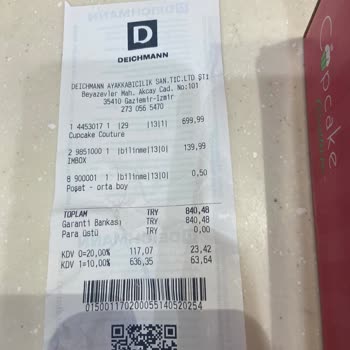 D
DEICHMANN
DEICHMANN AYAKKABICILIK SAN.TIC.LTD ŞTİ
Beyazevler Mah. Akcay Cad. No:101
35410 Gaziemir-İzmir
273 056 5470
1 4453017 1 |29 |13|1| 699,99
Cupcake Couture
2 9851000 1 |bilinme|13|0| 139,99
IMBOX
8 900001 1 |bilinme|13|0| 0,50
Poşet - orta boy
TOPLAM TRY 840,48
Garanti Bankası TRY 840,48
Para üstü TRY 0,00
KDV 0=20,00% 117,07 23,42
KDV 1=10,00% 636,35 63,64
01500117020005514052​0254
Cupcake